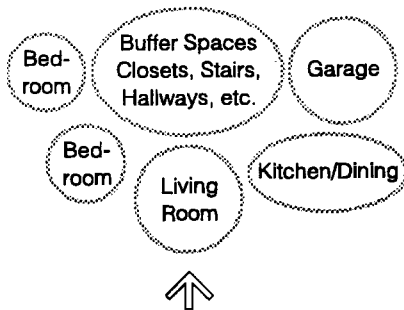 Bed-
room
Buffer Spaces
Closets, Stairs,
Hallways, etc.
Garage
Bed-
room
Living
Room
Kitchen/Dining